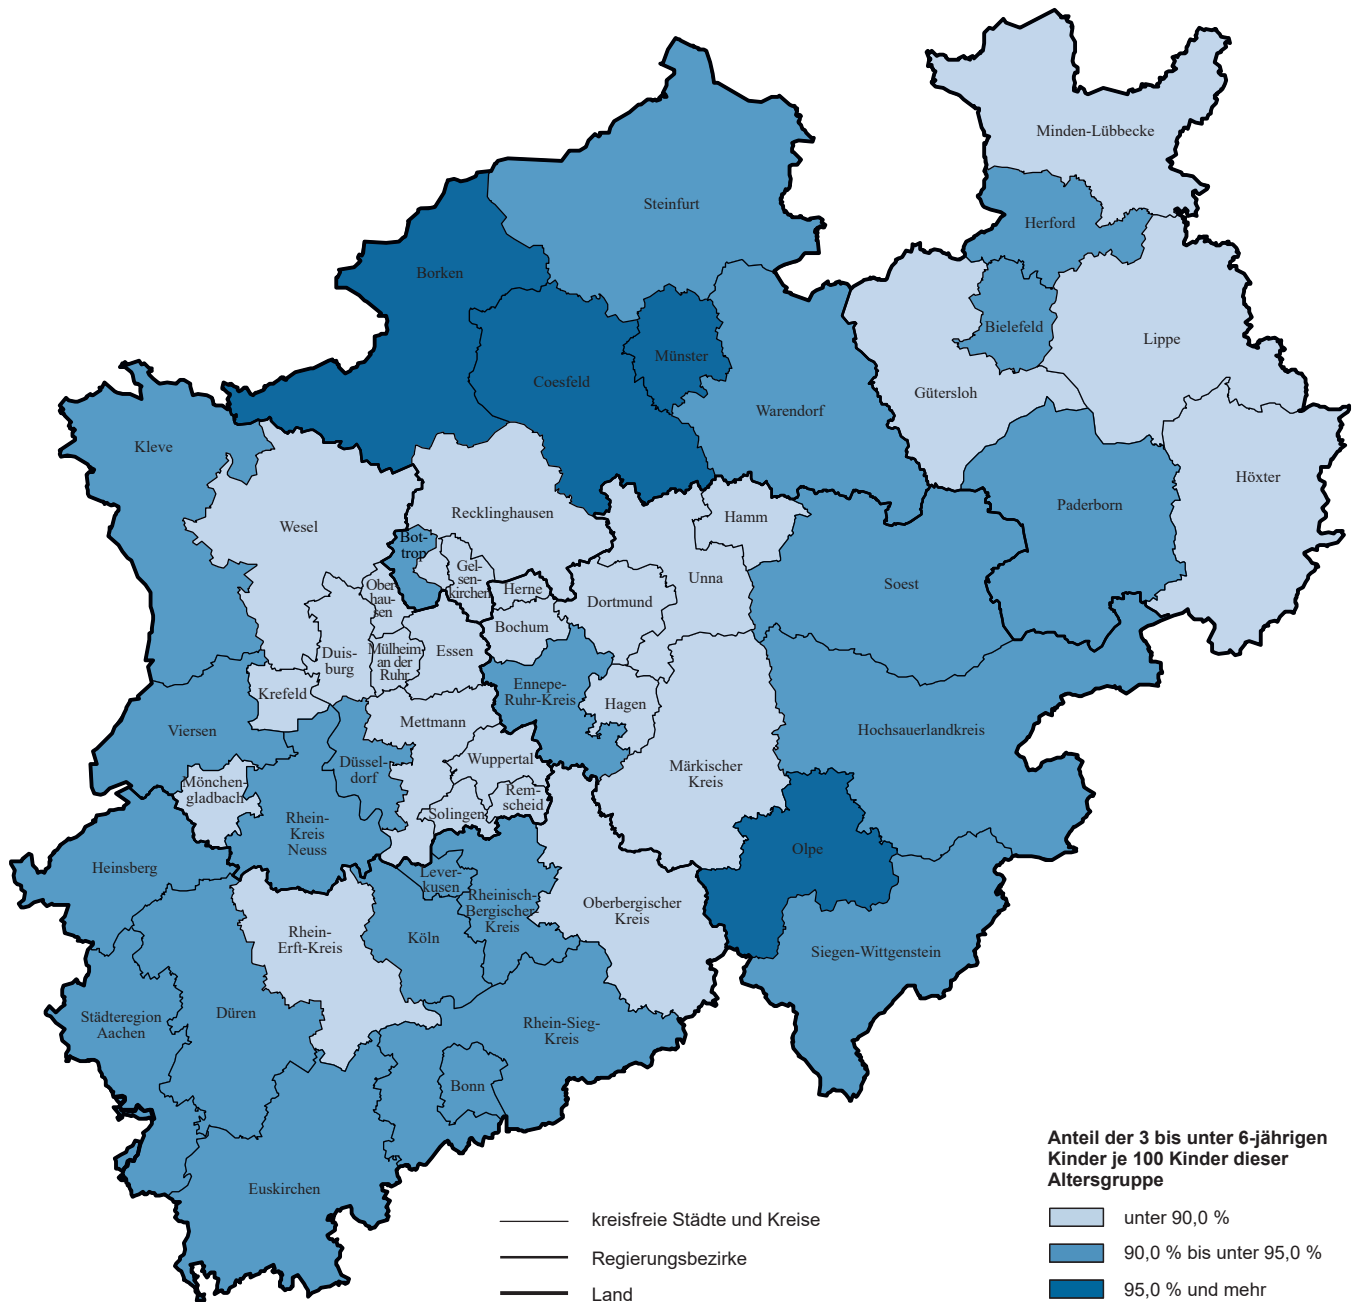 Minden-Lübbecke
Steinfurt
Herford
Borken
Bielefeld
Lippe
Münster
Coesfeld
Gütersloh
Warendorf
Kleve
Höxter
Paderborn
Recklinghausen
Hamm
Wesel
Bot-
trop
Gel-
sen-
kirchen
Unna
Soest
Ober-
hau-
sen
Herne
Dortmund
Bochum
Duis-
burg
Mülheim
an der
Ruhr
Essen
Ennepe-
Ruhr-Kreis
Krefeld
Hagen
Mettmann
Viersen
Hochsauerlandkreis
Wuppertal
Düssel-
dorf
Märkischer
Kreis
Mönchen-
gladbach
Rem-
scheid
Solingen
Rhein-
Kreis
Neuss
Olpe
Heinsberg
Lever-
kusen
Rheinisch-
Bergischer
Kreis
Oberbergischer
Kreis
Rhein-
Erft-Kreis
Köln
Siegen-Wittgenstein
Städteregion
Aachen
Düren
Rhein-Sieg-
Kreis
Bonn
Euskirchen
Anteil der 3 bis unter 6-jährigen
Kinder je 100 Kinder dieser
Altersgruppe
unter 90,0 %
90,0 % bis unter 95,0 %
95,0 % und mehr
kreisfreie Städte und Kreise
Regierungsbezirke
Land